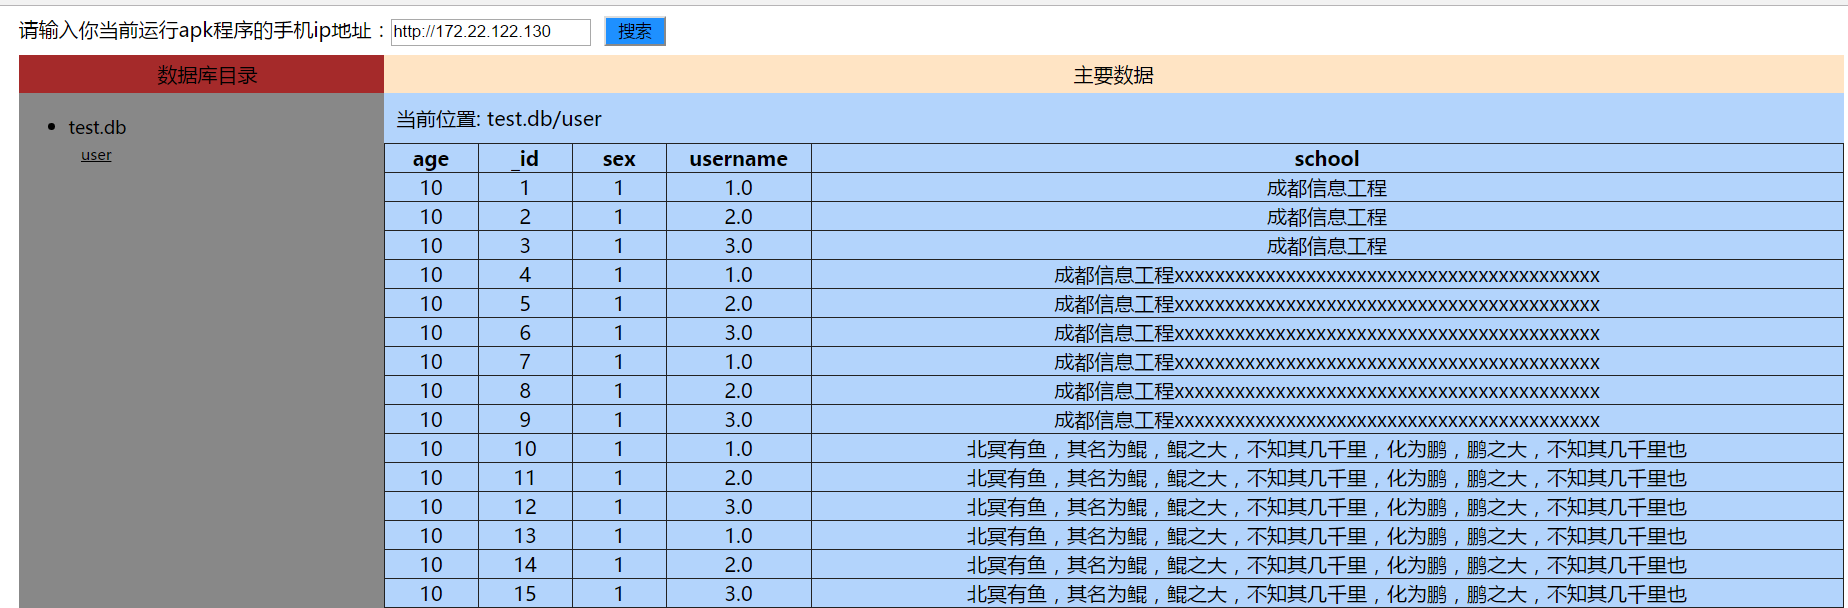 请输入你当前运行apk程序的手机ip地址：http://172.22.122.130 搜索
数据库目录 主要数据
test.db
user
当前位置: test.db/user
age _id sex username school
10 1 1 1.0 成都信息工程
10 2 1 2.0 成都信息工程
10 3 1 3.0 成都信息工程
10 4 1 1.0 成都信息工程xxxxxxxxxxxxxxxxxxxxxxxxxxxxxxxxxxxxxxxxxx
10 5 1 2.0 成都信息工程xxxxxxxxxxxxxxxxxxxxxxxxxxxxxxxxxxxxxxxxxx
10 6 1 3.0 成都信息工程xxxxxxxxxxxxxxxxxxxxxxxxxxxxxxxxxxxxxxxxxx
10 7 1 1.0 成都信息工程xxxxxxxxxxxxxxxxxxxxxxxxxxxxxxxxxxxxxxxxxx
10 8 1 2.0 成都信息工程xxxxxxxxxxxxxxxxxxxxxxxxxxxxxxxxxxxxxxxxxx
10 9 1 3.0 成都信息工程xxxxxxxxxxxxxxxxxxxxxxxxxxxxxxxxxxxxxxxxxx
10 10 1 1.0 北冥有鱼，其名为鲲，鲲之大，不知其几千里，化为鹏，鹏之大，不知其几千里也
10 11 1 2.0 北冥有鱼，其名为鲲，鲲之大，不知其几千里，化为鹏，鹏之大，不知其几千里也
10 12 1 3.0 北冥有鱼，其名为鲲，鲲之大，不知其几千里，化为鹏，鹏之大，不知其几千里也
10 13 1 1.0 北冥有鱼，其名为鲲，鲲之大，不知其几千里，化为鹏，鹏之大，不知其几千里也
10 14 1 2.0 北冥有鱼，其名为鲲，鲲之大，不知其几千里，化为鹏，鹏之大，不知其几千里也
10 15 1 3.0 北冥有鱼，其名为鲲，鲲之大，不知其几千里，化为鹏，鹏之大，不知其几千里也